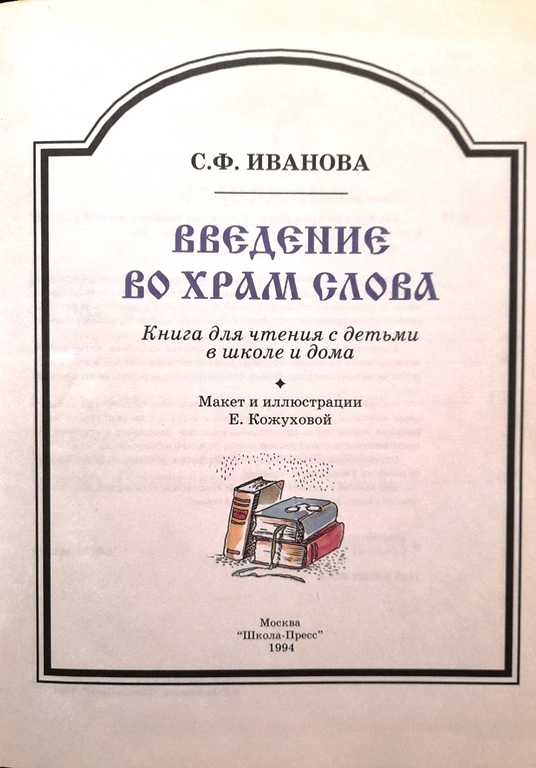 С.Ф. ИВАНОВА
ВВЕДЕНИЕ
ВО ХРАМ СЛОВА
Книга для чтения с детьми
в школе и дома
Макет и иллюстрации
Е. Кожуховой
Москва
"Школа-Пресс"
1994